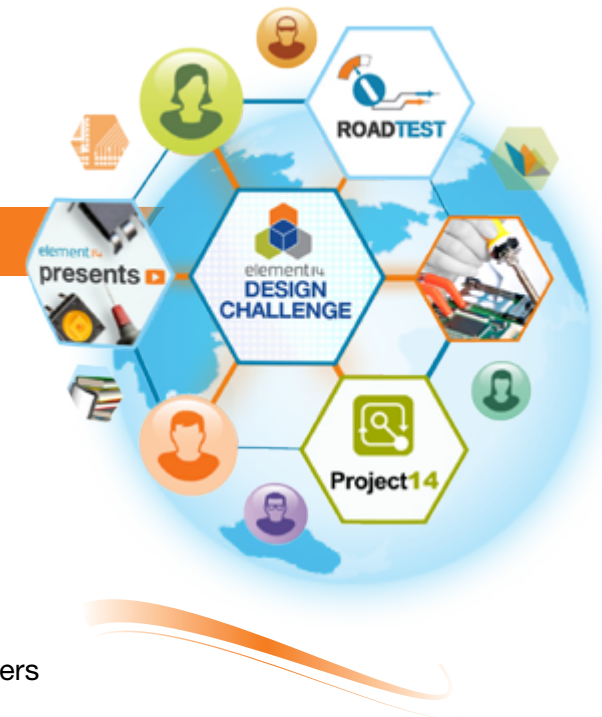 ROADTEST
element14
presents
element14
DESIGN
CHALLENGE
Project14
ers